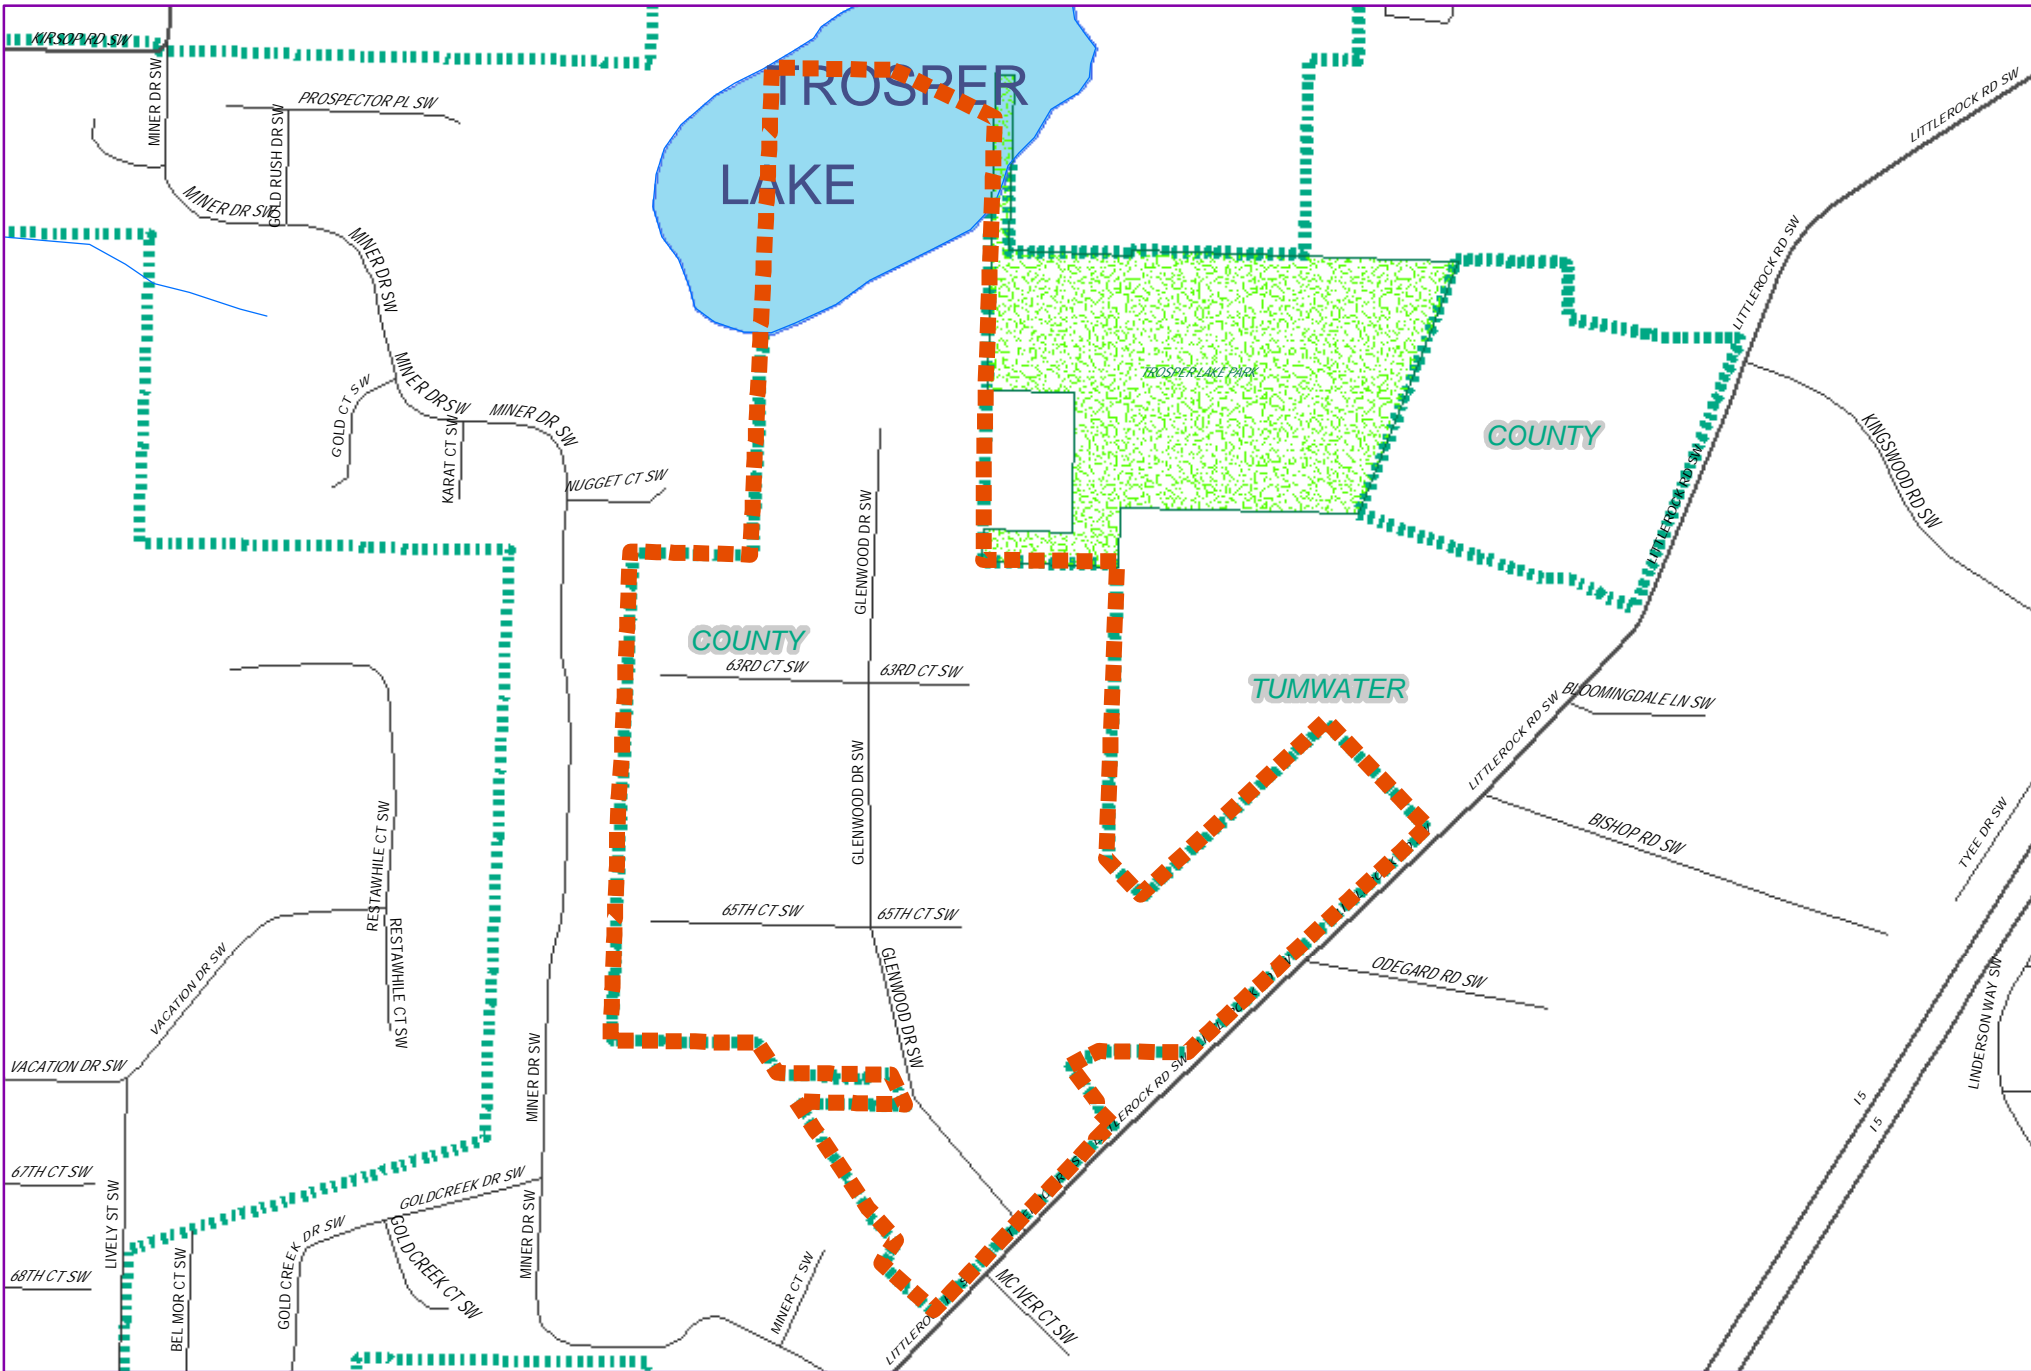 KIRSOP RD SW
MINER DR SW
PROSPECTOR PL SW
GOLD RUSH DR SW
MINER DR SW
MINER DR SW
MINER DR SW
MINER DR SW
GOLD CT SW
KARAT CT SW
NUGGET CT SW
TROSPER
LAKE
TROSPER LAKE PARK
LITTLEROCK RD SW
LITTLEROCK RD SW
LITTLEROCK RD SW
KINGSWOOD RD SW
COUNTY
GLENWOOD DR SW
COUNTY
63RD CT SW
63RD CT SW
TUMWATER
BLOOMINGDALE LN SW
LITTLEROCK RD SW
GLENWOOD DR SW
BISHOP RD SW
TYEE DR SW
RESTAWHILE CT SW
RESTAWHILE CT SW
65TH CT SW
65TH CT SW
VACATION DR SW
GLENWOOD DR SW
ODEGARD RD SW
LINDERSON WAY SW
VACATION DR SW
MINER DR SW
I 5
I 5
67TH CT SW
LIVELY ST SW
GOLDCREEK DR SW
MINER DR SW
GOLD CREEK DR SW
GOLDCREEK CT SW
68TH CT SW
BEL MOR CT SW
MINER CT SW
MC IVER CT SW